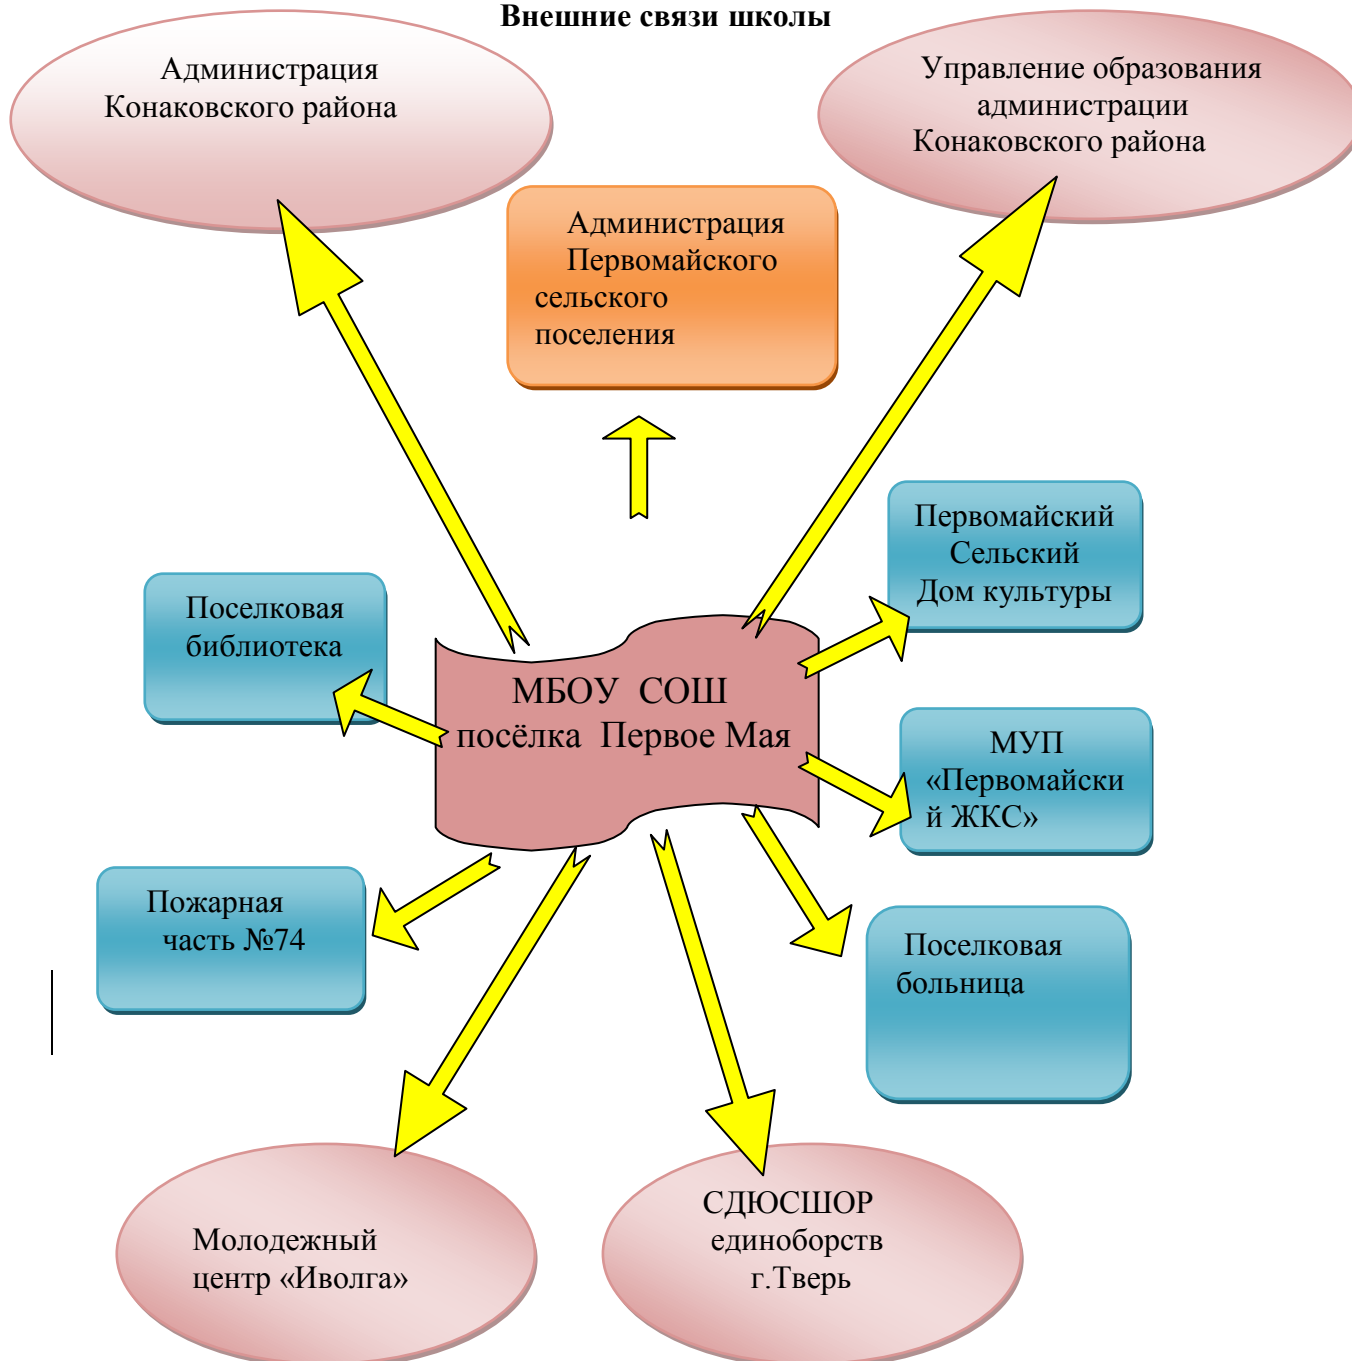 Внешние связи школы
Администрация
Конаковского района
Управление образования
администрации
Конаковского района
Администрация
Первомайского
сельского
поселения
Первомайский
Сельский
Дом культуры
Поселковая
библиотека
МБОУ СОШ
посёлка Первое Мая
МУП
«Первомайски
й ЖКС»
Пожарная
часть №74
Поселковая
больница
Молодежный
центр «Иволга»
СДЮСШОР
единоборств
г.Тверь